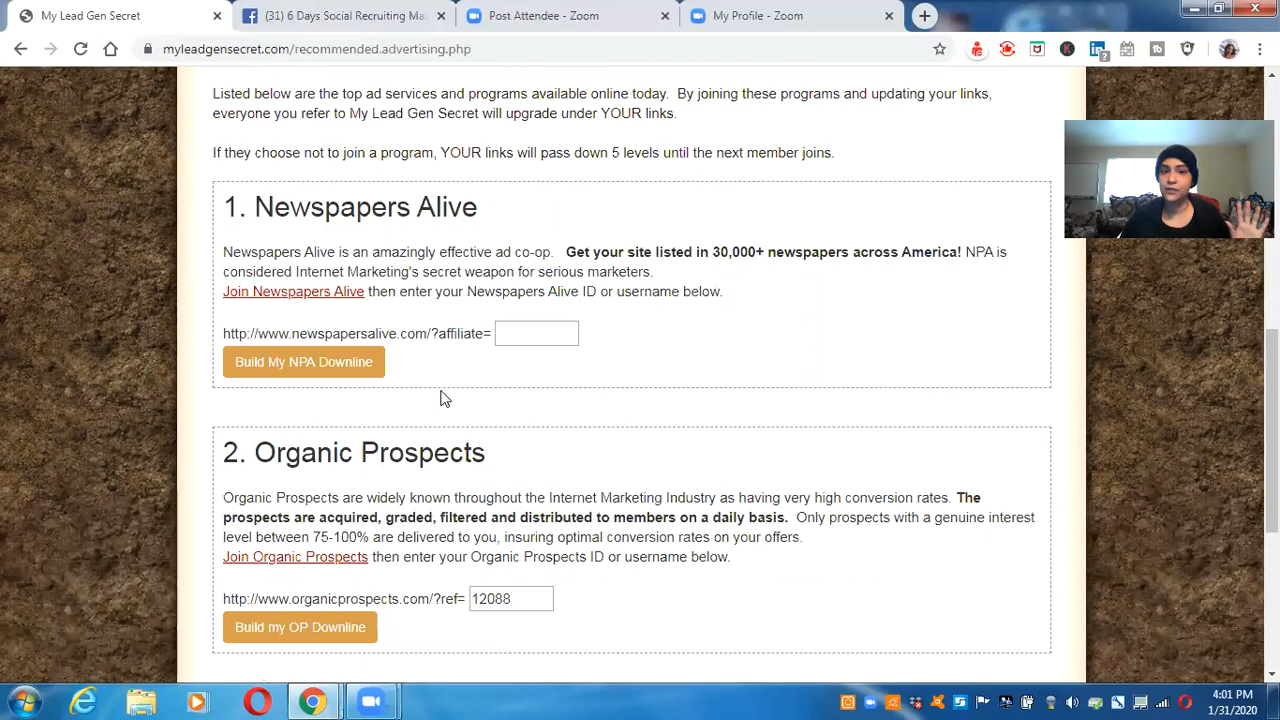 My Lead Gen Secret
(31) 6 Days Social Recruiting Ma
Post Attendee - Zoom
My Profile - Zoom
myleadgensecret.com/recommended.advertising.php
Listed below are the top ad services and programs available online today. By joining these programs and updating your links,
everyone you refer to My Lead Gen Secret will upgrade under YOUR links.
If they choose not to join a program, YOUR links will pass down 5 levels until the next member joins.
1. Newspapers Alive
Newspapers Alive is an amazingly effective ad co-op. Get your site listed in 30,000+ newspapers across America! NPA is
considered Internet Marketing's secret weapon for serious marketers.
Join Newspapers Alive then enter your Newspapers Alive ID or username below.
http://www.newspapersalive.com/?affiliate=
Build My NPA Downline
2. Organic Prospects
Organic Prospects are widely known throughout the Internet Marketing Industry as having very high conversion rates. The
prospects are acquired, graded, filtered and distributed to members on a daily basis. Only prospects with a genuine interest
level between 75-100% are delivered to you, insuring optimal conversion rates on your offers.
Join Organic Prospects then enter your Organic Prospects ID or username below.
http://www.organicprospects.com/?ref= 12088
Build my OP Downline
4:01 PM
1/31/2020